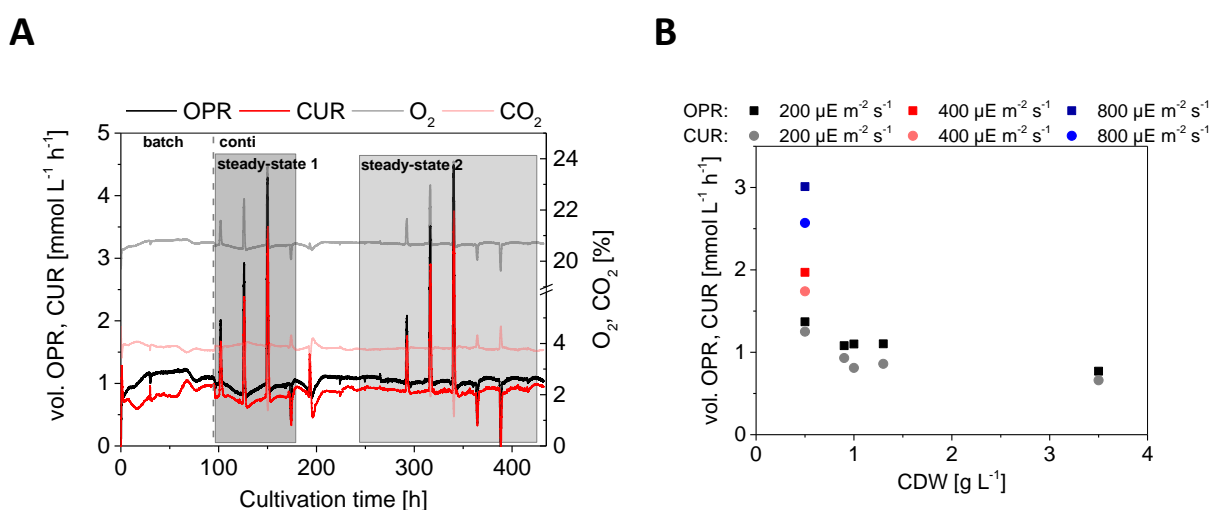 A
OPR CUR O₂ CO₂
batch conti
steady-state 1 steady-state 2
vol. OPR, CUR [mmol L⁻¹ h⁻¹]
5
4
3
2
1
0
24
22
20
4
2
0
O₂, CO₂ [%]
0 100 200 300 400
Cultivation time [h]
B
OPR: 200 µE m⁻² s⁻¹ 400 µE m⁻² s⁻¹ 800 µE m⁻² s⁻¹
CUR: 200 µE m⁻² s⁻¹ 400 µE m⁻² s⁻¹ 800 µE m⁻² s⁻¹
vol. OPR, CUR [mmol L⁻¹ h⁻¹]
3
2
1
0
0 1 2 3 4
CDW [g L⁻¹]